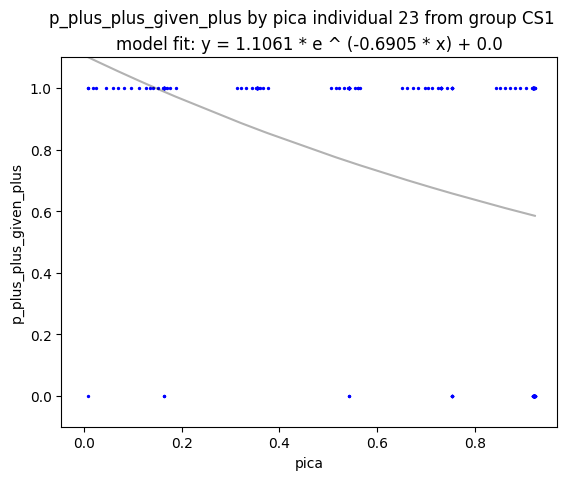 p_plus_plus_given_plus by pica individual 23 from group CS1
model fit: y = 1.1061 * e ^ (-0.6905 * x) + 0.0
1.0
0.8
0.6
0.4
0.2
0.0
p_plus_plus_given_plus
0.0 0.2 0.4 0.6 0.8
pica